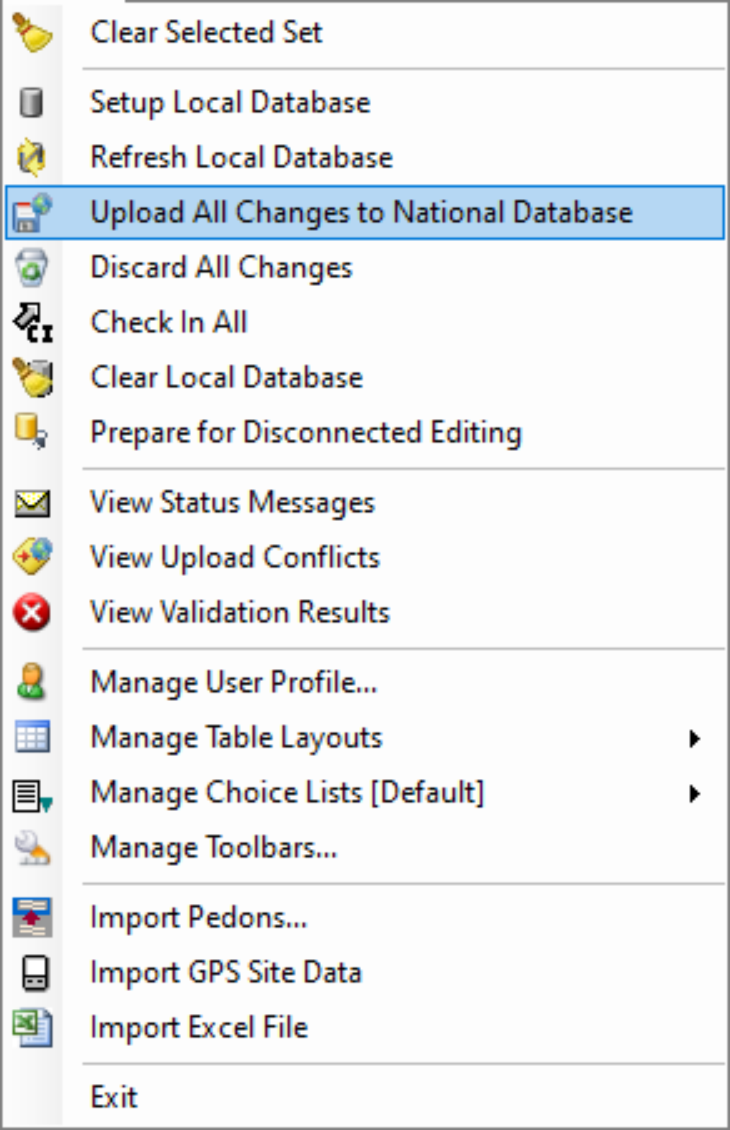 Clear Selected Set
Setup Local Database
Refresh Local Database
Upload All Changes to National Database
Discard All Changes
CI Check In All
Clear Local Database
Prepare for Disconnected Editing
View Status Messages
View Upload Conflicts
View Validation Results
Manage User Profile...
Manage Table Layouts
Manage Choice Lists [Default]
Manage Toolbars...
Import Pedons...
Import GPS Site Data
Import Excel File
Exit